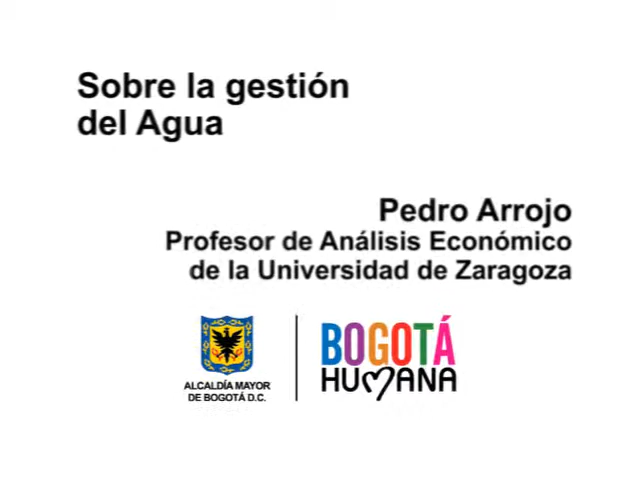 Sobre la gestión
del Agua
Pedro Arrojo
Profesor de Análisis Económico
de la Universidad de Zaragoza
ALCALDÍA MAYOR
DE BOGOTÁ D.C.
BOGOTÁ
HUMANA